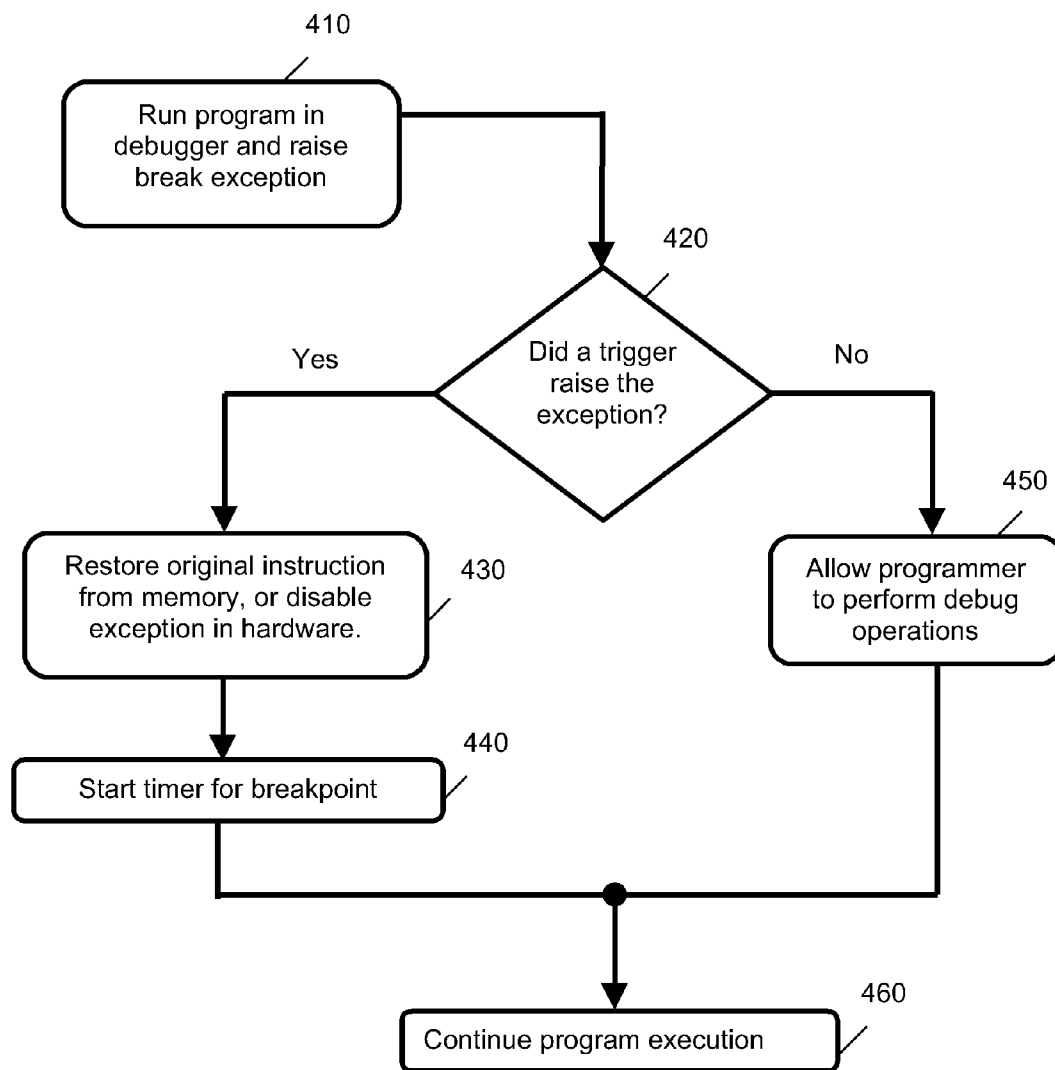 410
Run program in
debugger and raise
break exception
420
Did a trigger
raise the
exception?
Yes
No
450
Restore original instruction
from memory, or disable
exception in hardware.
430
Allow programmer
to perform debug
operations
440
Start timer for breakpoint
460
Continue program execution